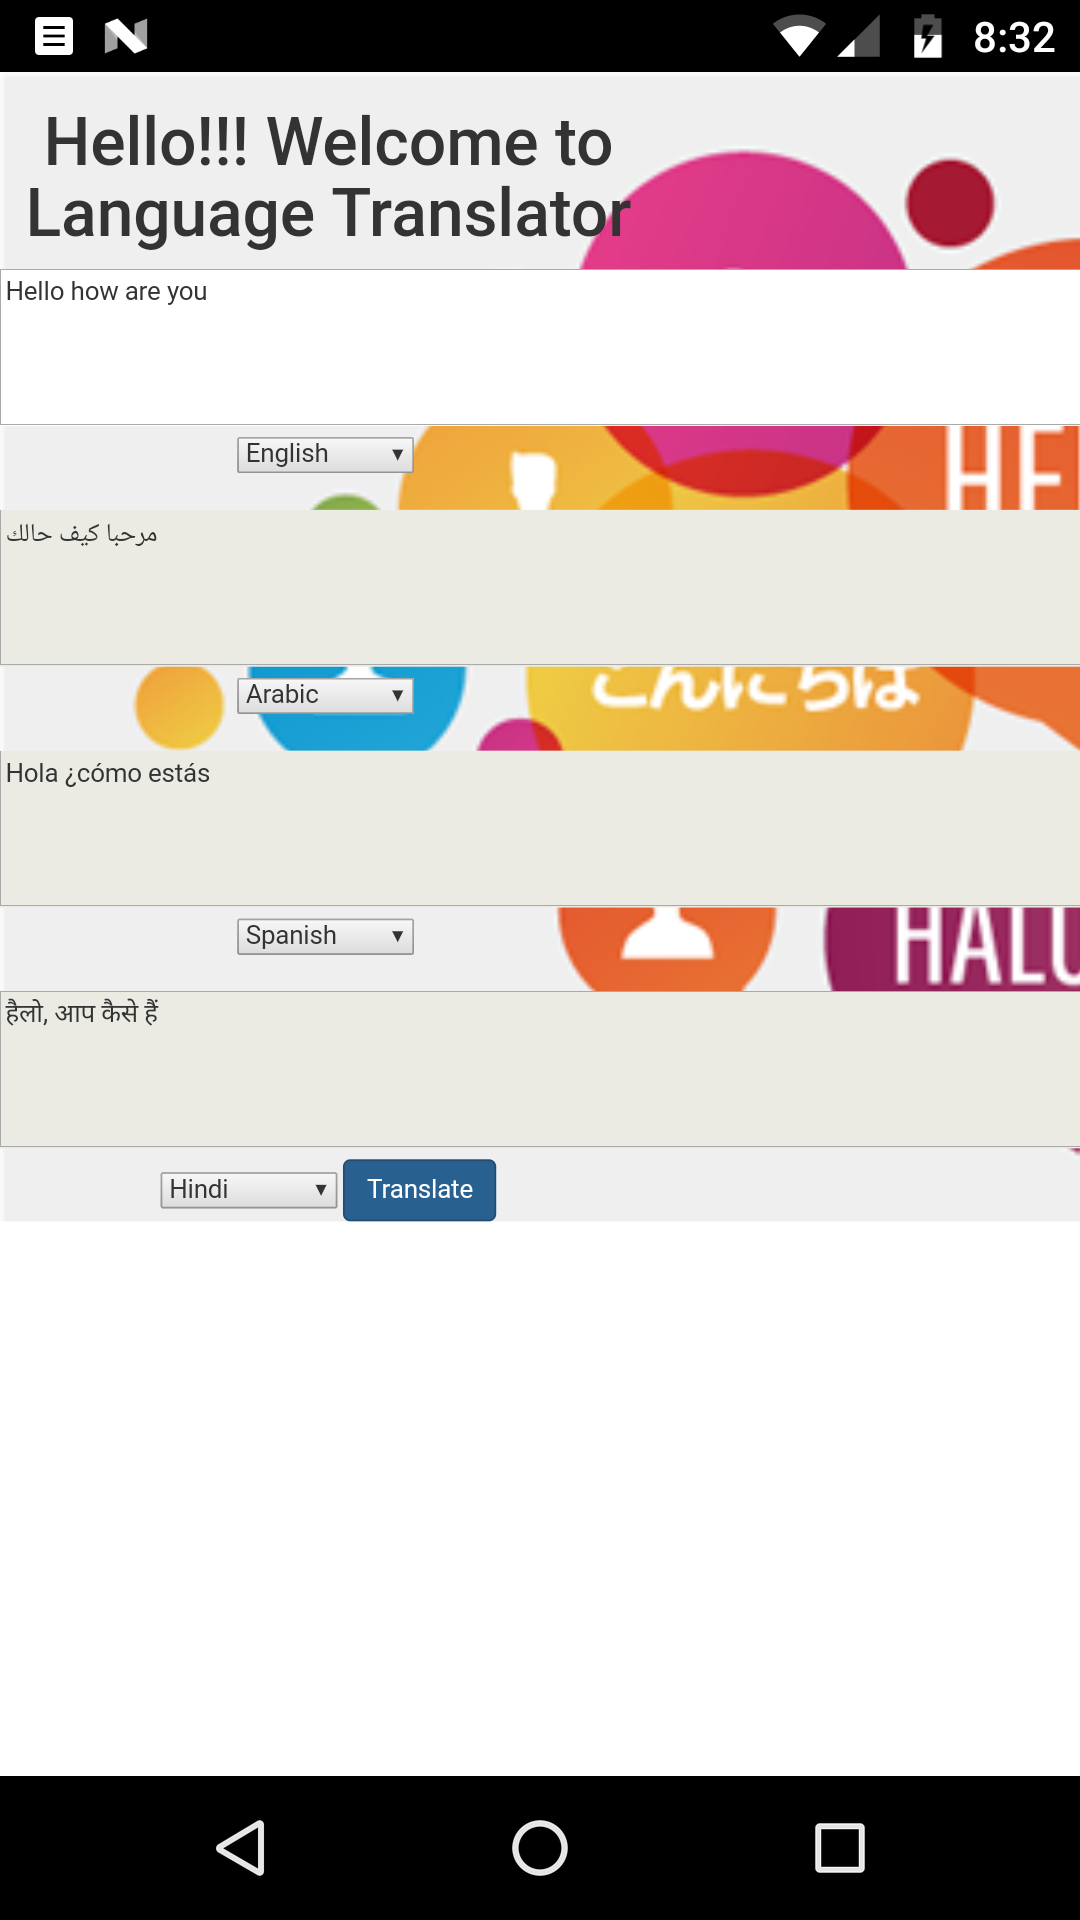 8:32
Hello!!! Welcome to
Language Translator
Hello how are you
English
HE
مرحبا كيف حالك
Arabic
こんにちは
Hola ¿cómo estás
Spanish
HALO
हैलो, आप कैसे हैं
Hindi
Translate